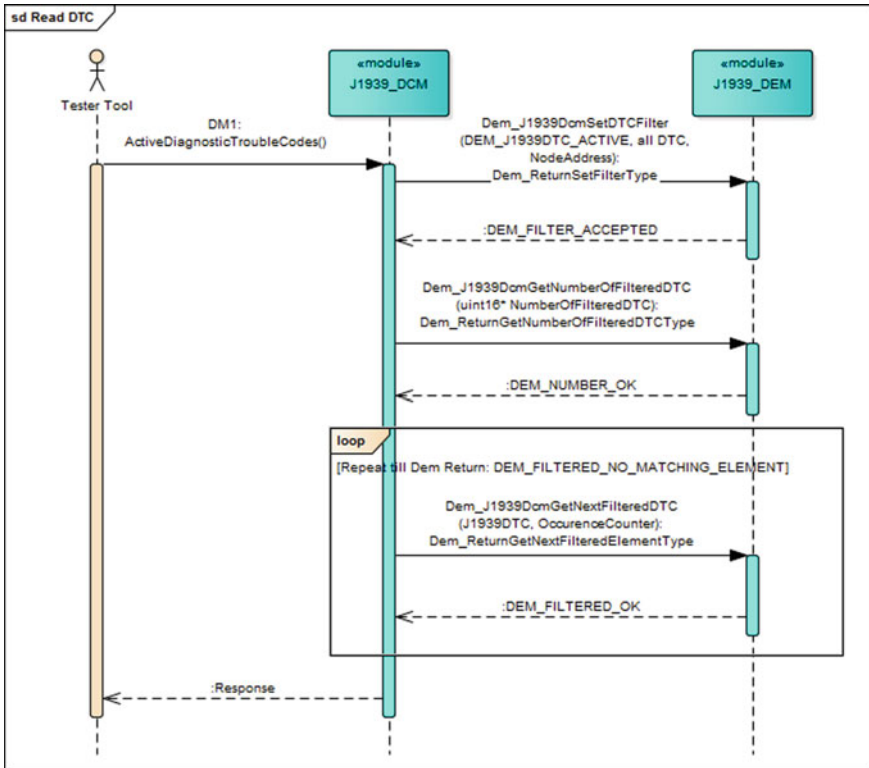 sd Read DTC
Tester Tool
«module»
J1939_DCM
«module»
J1939_DEM
DM1:
ActiveDiagnosticTroubleCodes()
Dem_J1939DcmSetDTCFilter
(DEM_J1939DTC_ACTIVE, all DTC,
NodeAddress):
Dem_ReturnSetFilterType
:DEM_FILTER_ACCEPTED
Dem_J1939DcmGetNumberOfFilteredDTC
(uint16* NumberOfFilteredDTC):
Dem_ReturnGetNumberOfFilteredDTCType
:DEM_NUMBER_OK
loop
[Repeat till Dem Return: DEM_FILTERED_NO_MATCHING_ELEMENT]
Dem_J1939DcmGetNextFilteredDTC
(J1939DTC, OccurenceCounter):
Dem_ReturnGetNextFilteredElementType
:DEM_FILTERED_OK
:Response